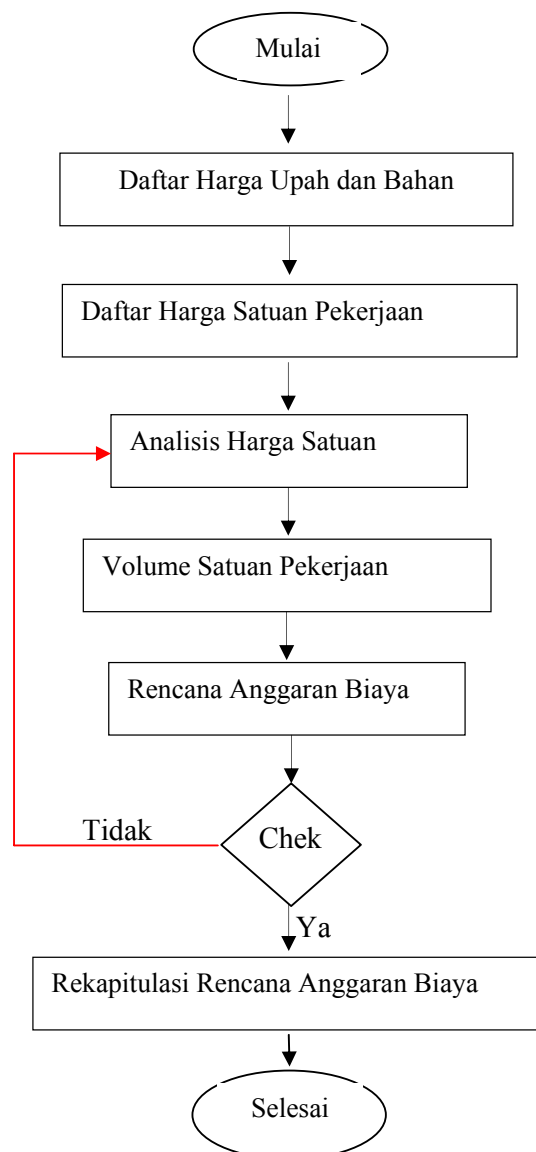 Mulai
Daftar Harga Upah dan Bahan
Daftar Harga Satuan Pekerjaan
Analisis Harga Satuan
Volume Satuan Pekerjaan
Rencana Anggaran Biaya
Tidak
Chek
Ya
Rekapitulasi Rencana Anggaran Biaya
Selesai